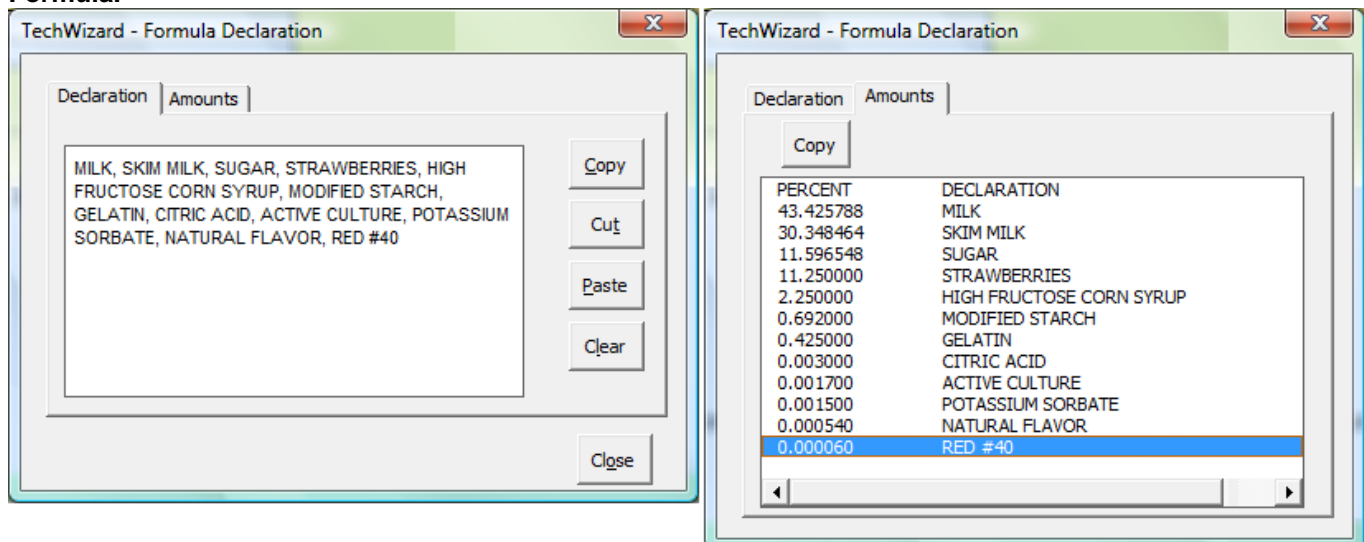 Formula:
TechWizard - Formula Declaration
Declaration Amounts
MILK, SKIM MILK, SUGAR, STRAWBERRIES, HIGH
FRUCTOSE CORN SYRUP, MODIFIED STARCH,
GELATIN, CITRIC ACID, ACTIVE CULTURE, POTASSIUM
SORBATE, NATURAL FLAVOR, RED #40
Copy
Cut
Paste
Clear
Close
TechWizard - Formula Declaration
Declaration Amounts
Copy
PERCENT DECLARATION
43.425788 MILK
30.348464 SKIM MILK
11.596548 SUGAR
11.250000 STRAWBERRIES
2.250000 HIGH FRUCTOSE CORN SYRUP
0.692000 MODIFIED STARCH
0.425000 GELATIN
0.003000 CITRIC ACID
0.001700 ACTIVE CULTURE
0.001500 POTASSIUM SORBATE
0.000540 NATURAL FLAVOR
0.000060 RED #40